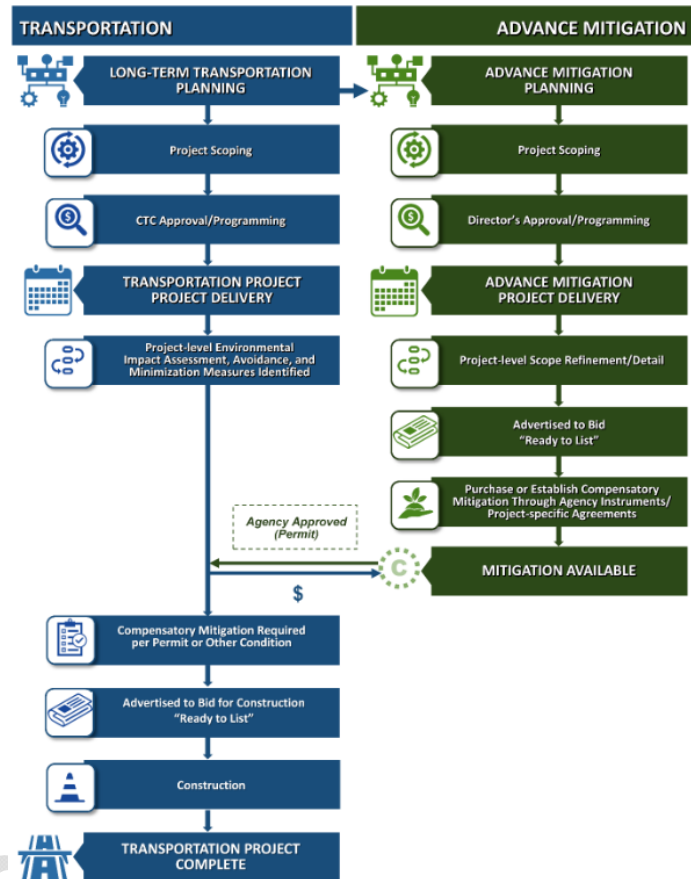 TRANSPORTATION
ADVANCE MITIGATION
LONG-TERM TRANSPORTATION
PLANNING
ADVANCE MITIGATION
PLANNING
Project Scoping
Project Scoping
CTC Approval/Programming
Director's Approval/Programming
TRANSPORTATION PROJECT
PROJECT DELIVERY
ADVANCE MITIGATION
PROJECT DELIVERY
Project-level Environmental
Impact Assessment, Avoidance, and
Minimization Measures Identified
Project-level Scope Refinement/Detail
Advertised to Bid
"Ready to List"
Purchase or Establish Compensatory
Mitigation Through Agency Instruments/
Project-specific Agreements
Agency Approved
(Permit)
C
MITIGATION AVAILABLE
$
Compensatory Mitigation Required
per Permit or Other Condition
Advertised to Bid for Construction
"Ready to List"
Construction
TRANSPORTATION PROJECT
COMPLETE